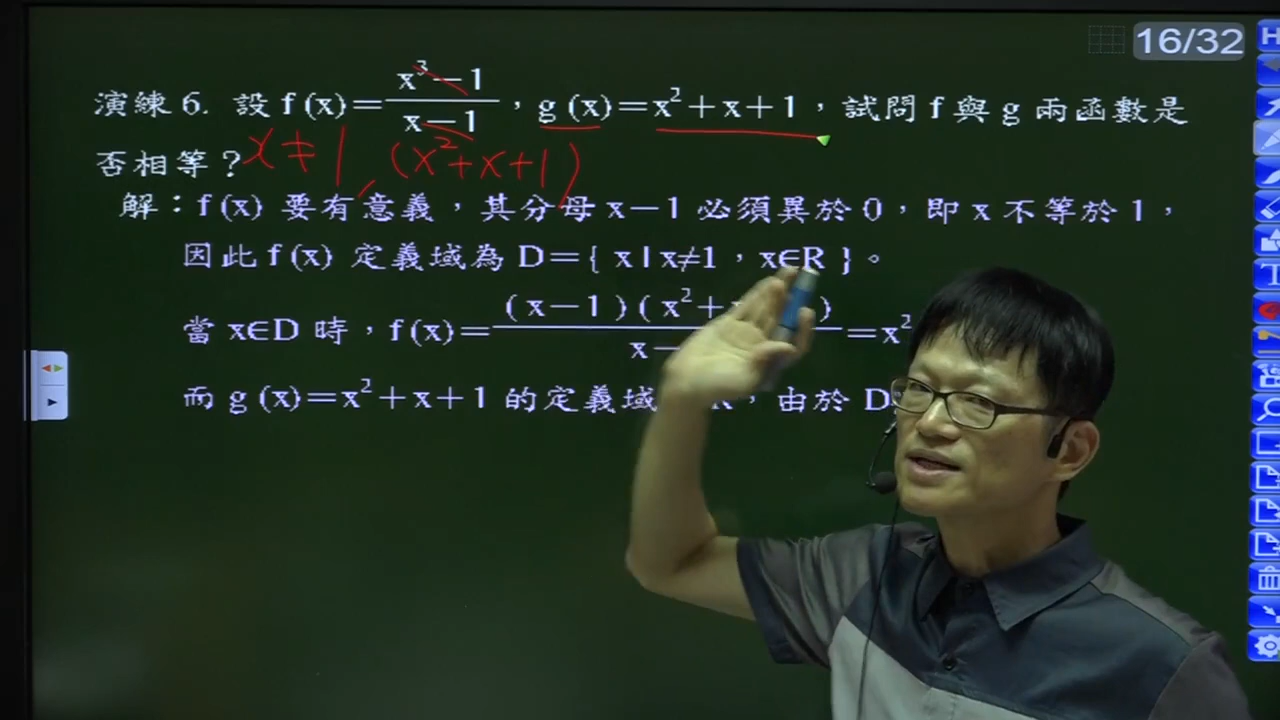 16/32
演練 6. 設 f(x)=\frac{x³−1}{x−1},g(x)=x²+x+1,試問 f 與 g 兩函數是
否相等? x≠1,(x²+x+1)
解:f(x) 要有意義,其分母 x−1 必須異於 0,即 x 不等於 1,
因此 f(x) 定義域為 D={ x | x≠1,x∈R }。
當 x∈D 時,f(x)=\frac{(x−1)(x²+ )}{x−}=x²
而 g(x)=x²+x+1 的定義域 ,由於 D